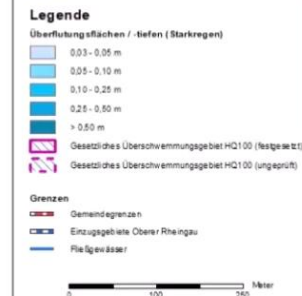 Legende
Überflutungsflächen / -tiefen (Starkregen)
0,03 - 0,05 m
0,05 - 0,10 m
0,10 - 0,25 m
0,25 - 0,50 m
> 0,50 m
Gesetzliches Überschwemmungsgebiet HQ100 (festgesetzt)
Gesetzliches Überschwemmungsgebiet HQ100 (ungeprüft)
Grenzen
Gemeindegrenzen
Einzugsgebiete Oberer Rheingau
Fließgewässer
Meter
0 100 250